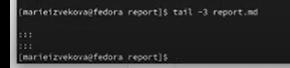 [marieizvekova@fedora report]$ tail -3 report.md
:::
:::
[marieizvekova@fedora report]$